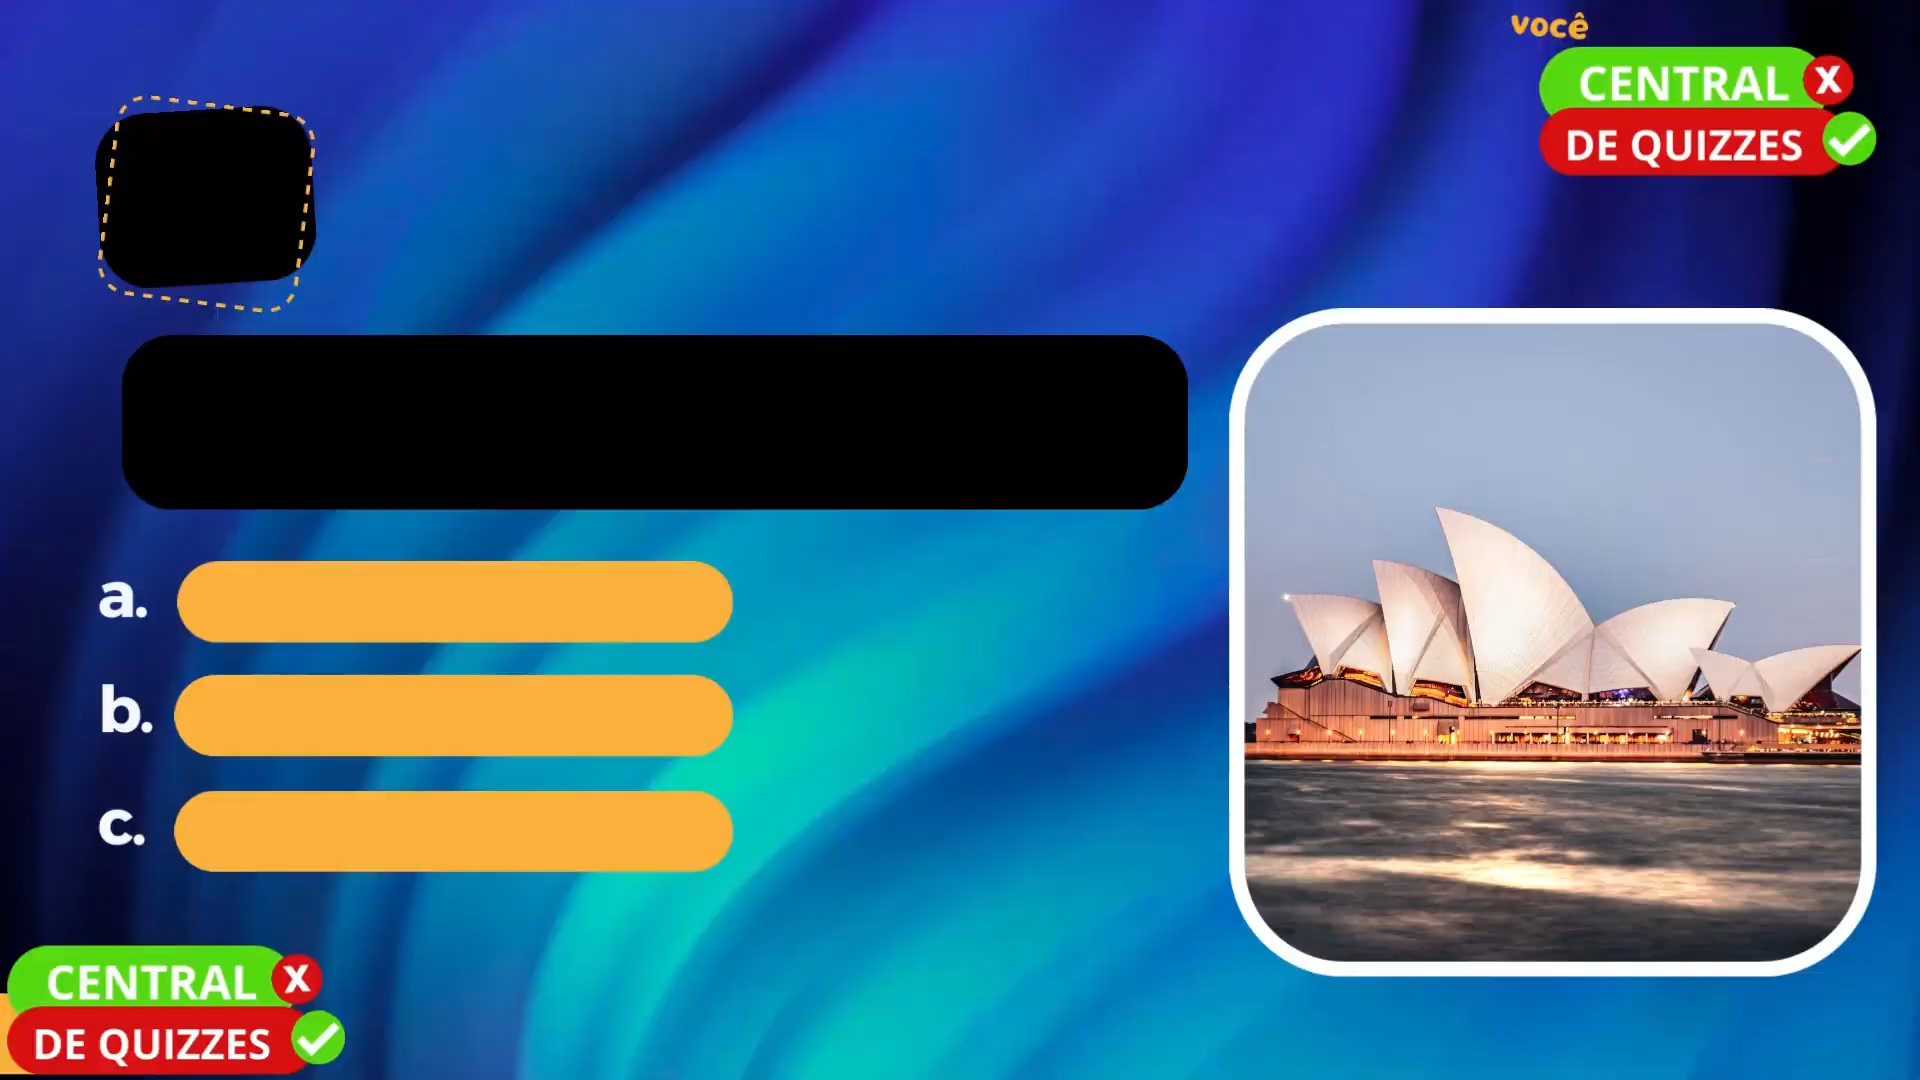 você
CENTRAL X
DE QUIZZES
a.
b.
c.
CENTRAL X
DE QUIZZES